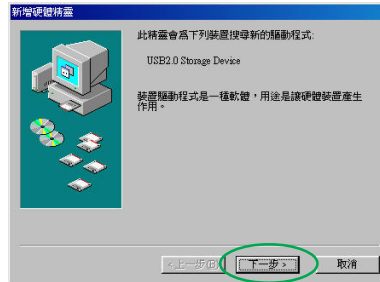 新增硬體精靈
此精靈會為下列裝置搜尋新的驅動程式:
USB2.0 Storage Device
裝置驅動程式是一種軟體,用途是讓硬體裝置產生
作用。
<上一步(B)
下一步 >
取消